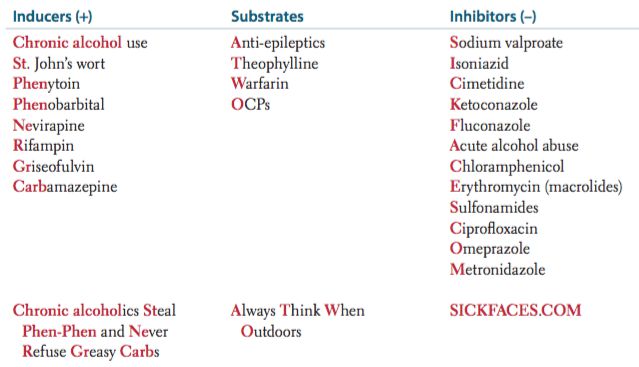 Inducers (+)
Chronic alcohol use
St. John's wort
Phenytoin
Phenobarbital
Nevirapine
Rifampin
Griseofulvin
Carbamazepine
Chronic alcoholics Steal
Phen-Phen and Never
Refuse Greasy Carbs
Substrates
Anti-epileptics
Theophylline
Warfarin
OCPs
Always Think When
Outdoors
Inhibitors (–)
Sodium valproate
Isoniazid
Cimetidine
Ketoconazole
Fluconazole
Acute alcohol abuse
Chloramphenicol
Erythromycin (macrolides)
Sulfonamides
Ciprofloxacin
Omeprazole
Metronidazole
SICKFACES.COM